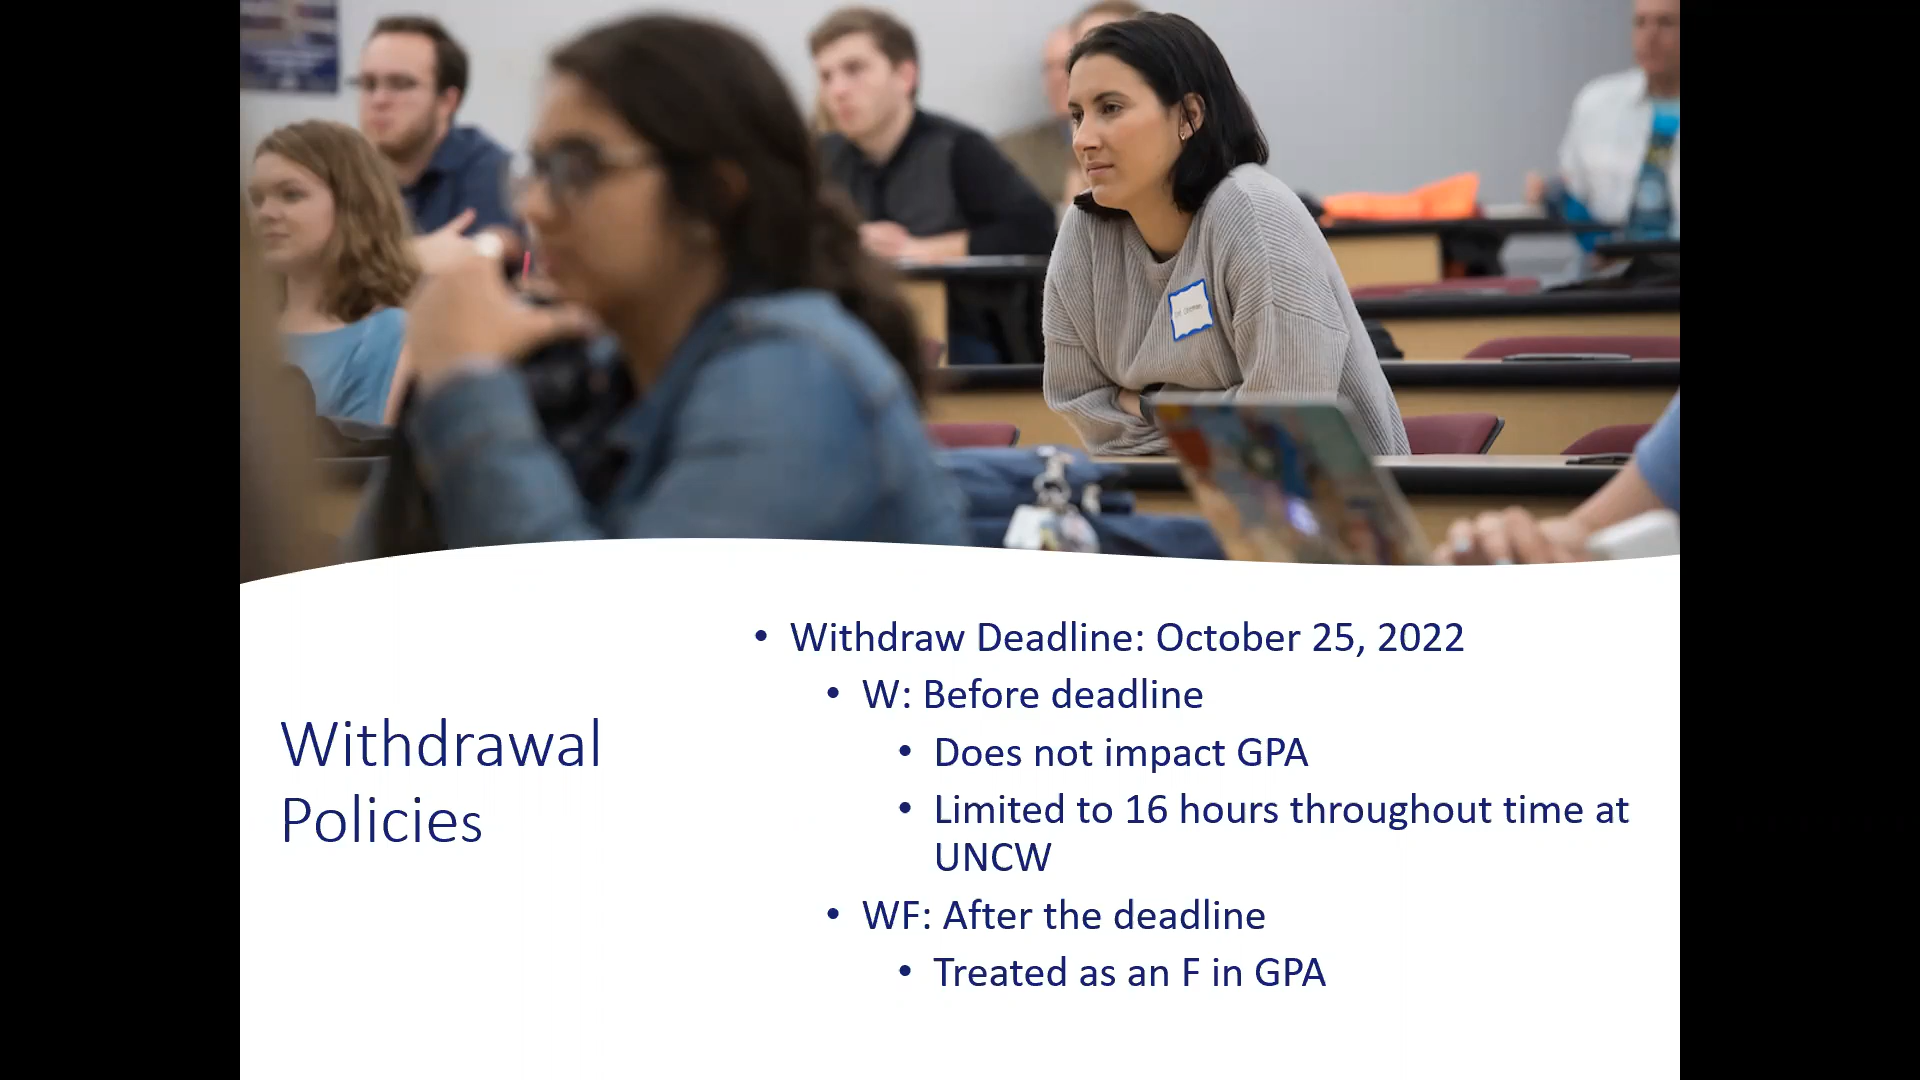 Withdrawal
Policies
• Withdraw Deadline: October 25, 2022
• W: Before deadline
• Does not impact GPA
• Limited to 16 hours throughout time at
UNCW
• WF: After the deadline
• Treated as an F in GPA